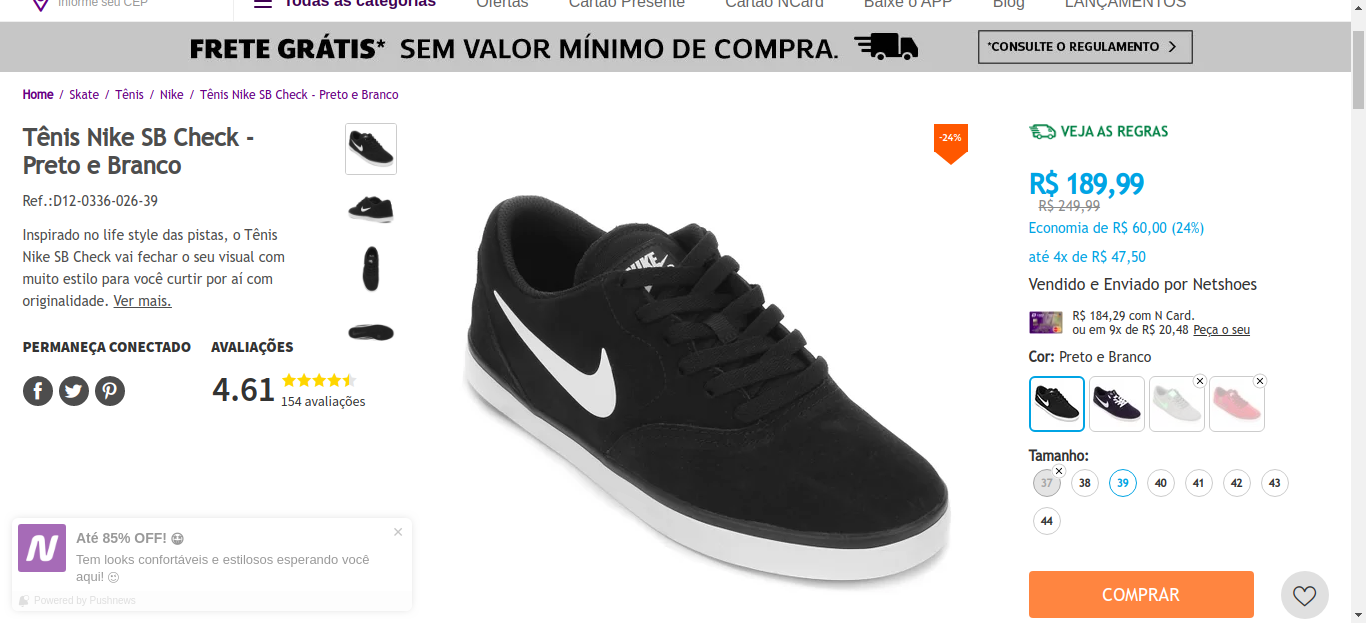 Informe seu CEP
Todas as categorias
Ofertas
Cartão Presente
Cartão NCard
Baixe o APP
Blog
LANÇAMENTOS
FRETE GRÁTIS* SEM VALOR MÍNIMO DE COMPRA.
*CONSULTE O REGULAMENTO
Home / Skate / Tênis / Nike / Tênis Nike SB Check - Preto e Branco
Tênis Nike SB Check -
Preto e Branco
Ref.:D12-0336-026-39
Inspirado no life style das pistas, o Tênis
Nike SB Check vai fechar o seu visual com
muito estilo para você curtir por aí com
originalidade. Ver mais.
PERMANEÇA CONECTADO
AVALIAÇÕES
4.61
154 avaliações
-24%
NIKE
VEJA AS REGRAS
R$ 189,99
R$ 249,99
Economia de R$ 60,00 (24%)
até 4x de R$ 47,50
Vendido e Enviado por Netshoes
R$ 184,29 com N Card.
ou em 9x de R$ 20,48 Peça o seu
Cor: Preto e Branco
Tamanho:
37 38 39 40 41 42 43
44
COMPRAR
N
Até 85% OFF! 🤩
Tem looks confortáveis e estilosos esperando você
aqui! 😉
Powered by Pushnews